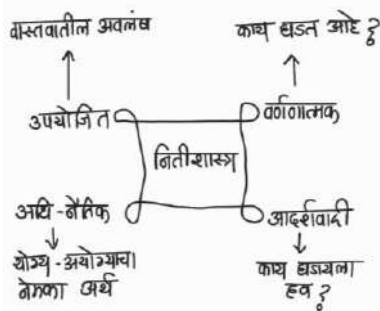 वास्तवातील अवलंब
काय घडत आहे ?
उपयोजित
वर्णनात्मक
नितीशास्त्र
अधि-नैतिक
आदर्शवादी
योग्य-अयोग्याचा
नेमका अर्थ
काय घडायला
हवं ?